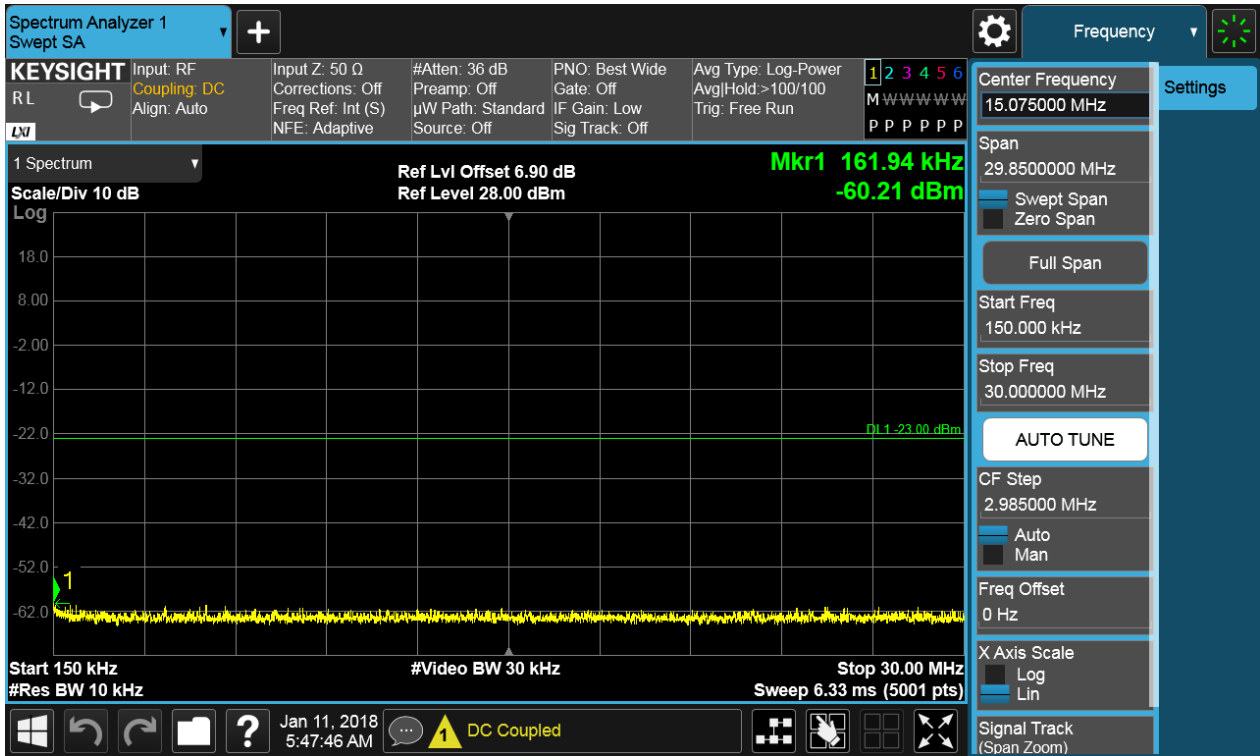 Spectrum Analyzer 1
Swept SA
+
Frequency
KEYSIGHT
R L
LXI
Input: RF
Coupling: DC
Align: Auto
Input Z: 50 Ω
Corrections: Off
Freq Ref: Int (S)
NFE: Adaptive
#Atten: 36 dB
Preamp: Off
µW Path: Standard
Source: Off
PNO: Best Wide
Gate: Off
IF Gain: Low
Sig Track: Off
Avg Type: Log-Power
Avg|Hold:>100/100
Trig: Free Run
1 2 3 4 5 6
M W W W W W
P P P P P P
1 Spectrum
Scale/Div 10 dB
Log
Ref Lvl Offset 6.90 dB
Ref Level 28.00 dBm
Mkr1 161.94 kHz
-60.21 dBm
18.0
8.00
-2.00
-12.0
-22.0
DL1 -23.00 dBm
-32.0
-42.0
-52.0
1
-62.0
Start 150 kHz
#Res BW 10 kHz
#Video BW 30 kHz
Stop 30.00 MHz
Sweep 6.33 ms (5001 pts)
Center Frequency
15.075000 MHz
Span
29.8500000 MHz
Swept Span
Zero Span
Full Span
Start Freq
150.000 kHz
Stop Freq
30.000000 MHz
AUTO TUNE
CF Step
2.985000 MHz
Auto
Man
Freq Offset
0 Hz
X Axis Scale
Log
Lin
Signal Track
(Span Zoom)
Settings
?
Jan 11, 2018
5:47:46 AM
1
DC Coupled